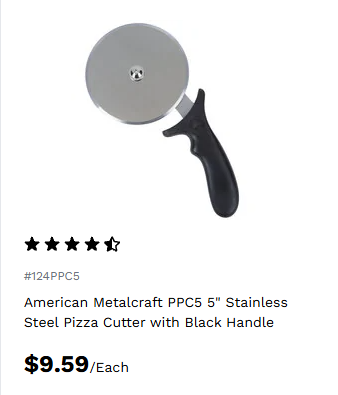 #124PPC5
American Metalcraft PPC5 5" Stainless
Steel Pizza Cutter with Black Handle
$9.59/Each